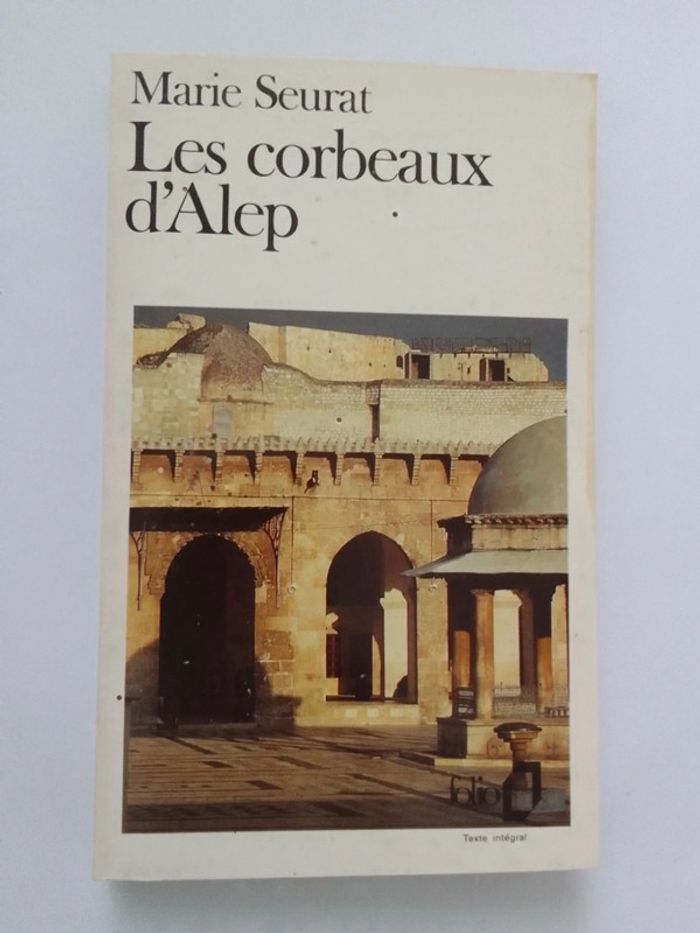 Marie Seurat
Les corbeaux
d'Alep
folio
Texte intégral